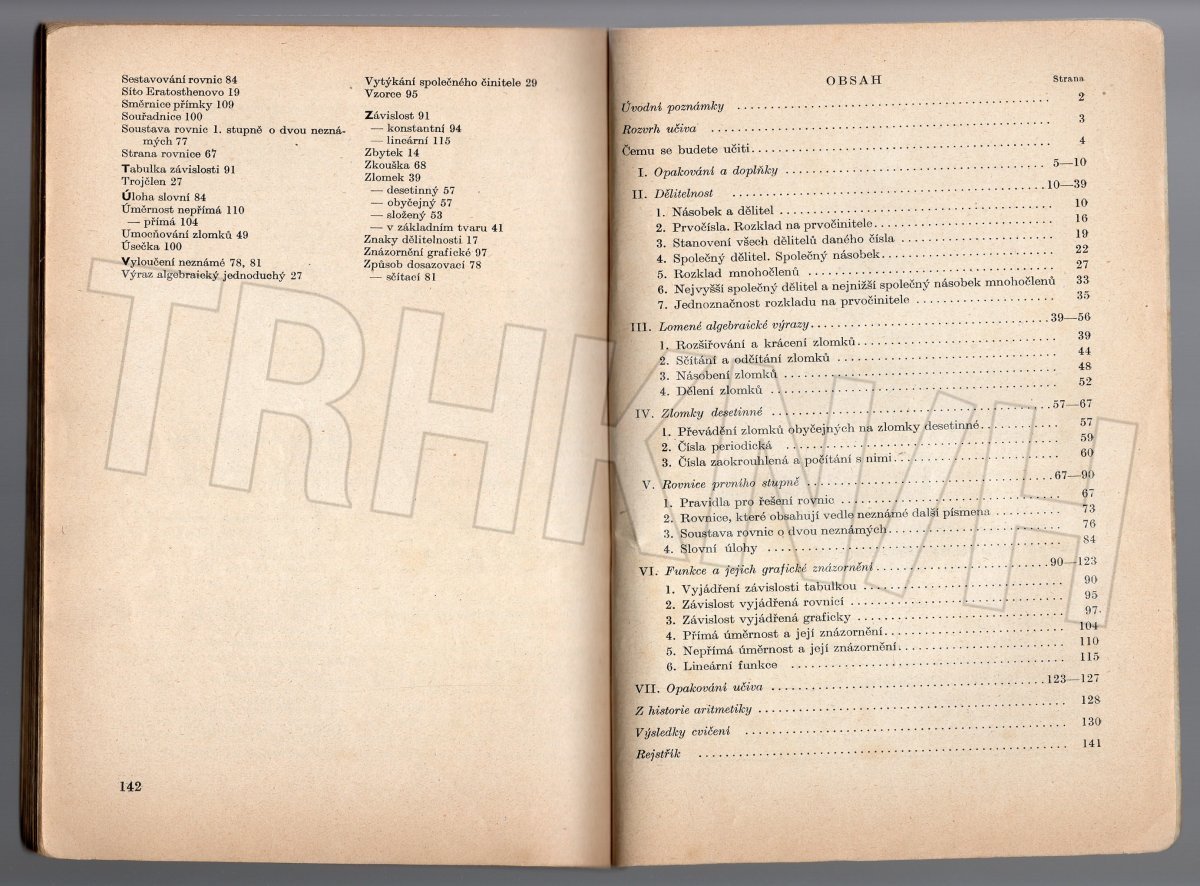 Sestavování rovnic 84
Síto Eratosthenovo 19
Směrnice přímky 109
Souřadnice 100
Soustava rovnic 1. stupně o dvou nezná-
mých 77
Strana rovnice 67
Tabulka závislosti 91
Trojčlen 27
Úloha slovní 84
Úměrnost nepřímá 110
— přímá 104
Umocňování zlomků 49
Úsečka 100
Vyloučení neznámé 78, 81
Výraz algebraický jednoduchý 27
Vytýkání společného činitele 29
Vzorce 95
Závislost 91
— konstantní 94
— lineární 115
Zbytek 14
Zkouška 68
Zlomek 39
— desetinný 57
— obyčejný 57
— složený 53
— v základním tvaru 41
Znaky dělitelnosti 17
Znázornění grafické 97
Způsob dosazovací 78
— sčítací 81
142
OBSAH
Strana
Úvodní poznámky 2
Rozvrh učiva 3
Čemu se budete učiti 4
I. Opakování a doplňky 5—10
II. Dělitelnost 10—39
1. Násobek a dělitel 10
2. Prvočísla. Rozklad na prvočinitele 16
3. Stanovení všech dělitelů daného čísla 19
4. Společný dělitel. Společný násobek 22
5. Rozklad mnohočlenů 27
6. Nejvyšší společný dělitel a nejnižší společný násobek mnohočlenů 33
7. Jednoznačnost rozkladu na prvočinitele 35
III. Lomené algebraické výrazy 39—56
1. Rozšiřování a krácení zlomků 39
2. Sčítání a odčítání zlomků 44
3. Násobení zlomků 48
4. Dělení zlomků 52
IV. Zlomky desetinné 57—67
1. Převádění zlomků obyčejných na zlomky desetinné 57
2. Čísla periodická 59
3. Čísla zaokrouhlená a počítání s nimi 60
V. Rovnice prvního stupně 67—90
1. Pravidla pro řešení rovnic 67
2. Rovnice, které obsahují vedle neznámé další písmena 73
3. Soustava rovnic o dvou neznámých 76
4. Slovní úlohy 84
VI. Funkce a jejich grafické znázornění 90—123
1. Vyjádření závislosti tabulkou 90
2. Závislost vyjádřená rovnicí 95
3. Závislost vyjádřená graficky 97
4. Přímá úměrnost a její znázornění 104
5. Nepřímá úměrnost a její znázornění 110
6. Lineární funkce 115
VII. Opakování učiva 123—127
Z historie aritmetiky 128
Výsledky cvičení 130
Rejstřík 141
TRHKNIH